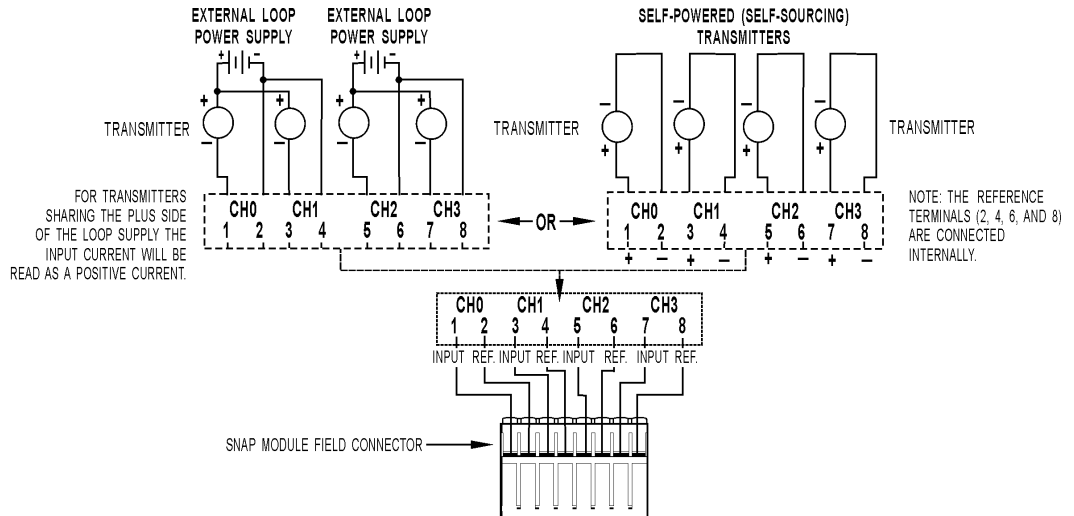 EXTERNAL LOOP
POWER SUPPLY
EXTERNAL LOOP
POWER SUPPLY
SELF-POWERED (SELF-SOURCING)
TRANSMITTERS
+ –
+ –
+ + + +
– – – –
TRANSMITTER
– – – –
+ + + +
TRANSMITTER
TRANSMITTER
FOR TRANSMITTERS
SHARING THE PLUS SIDE
OF THE LOOP SUPPLY THE
INPUT CURRENT WILL BE
READ AS A POSITIVE CURRENT.
CH0 CH1 CH2 CH3
1 2 3 4 5 6 7 8
OR
CH0 CH1 CH2 CH3
1 2 3 4 5 6 7 8
+ – + – + – + –
NOTE: THE REFERENCE
TERMINALS (2, 4, 6, AND 8)
ARE CONNECTED
INTERNALLY.
CH0 CH1 CH2 CH3
1 2 3 4 5 6 7 8
INPUT REF. INPUT REF. INPUT REF. INPUT REF.
SNAP MODULE FIELD CONNECTOR